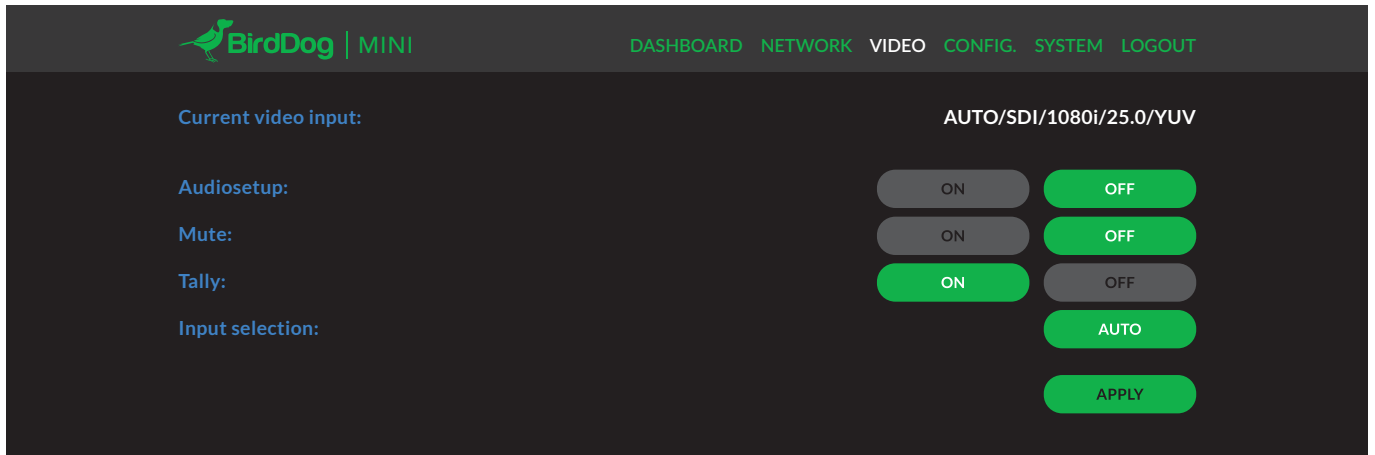 BirdDog | MINI DASHBOARD NETWORK VIDEO CONFIG. SYSTEM LOGOUT
Current video input: AUTO/SDI/1080i/25.0/YUV
Audiosetup: ON OFF
Mute: ON OFF
Tally: ON OFF
Input selection: AUTO
APPLY